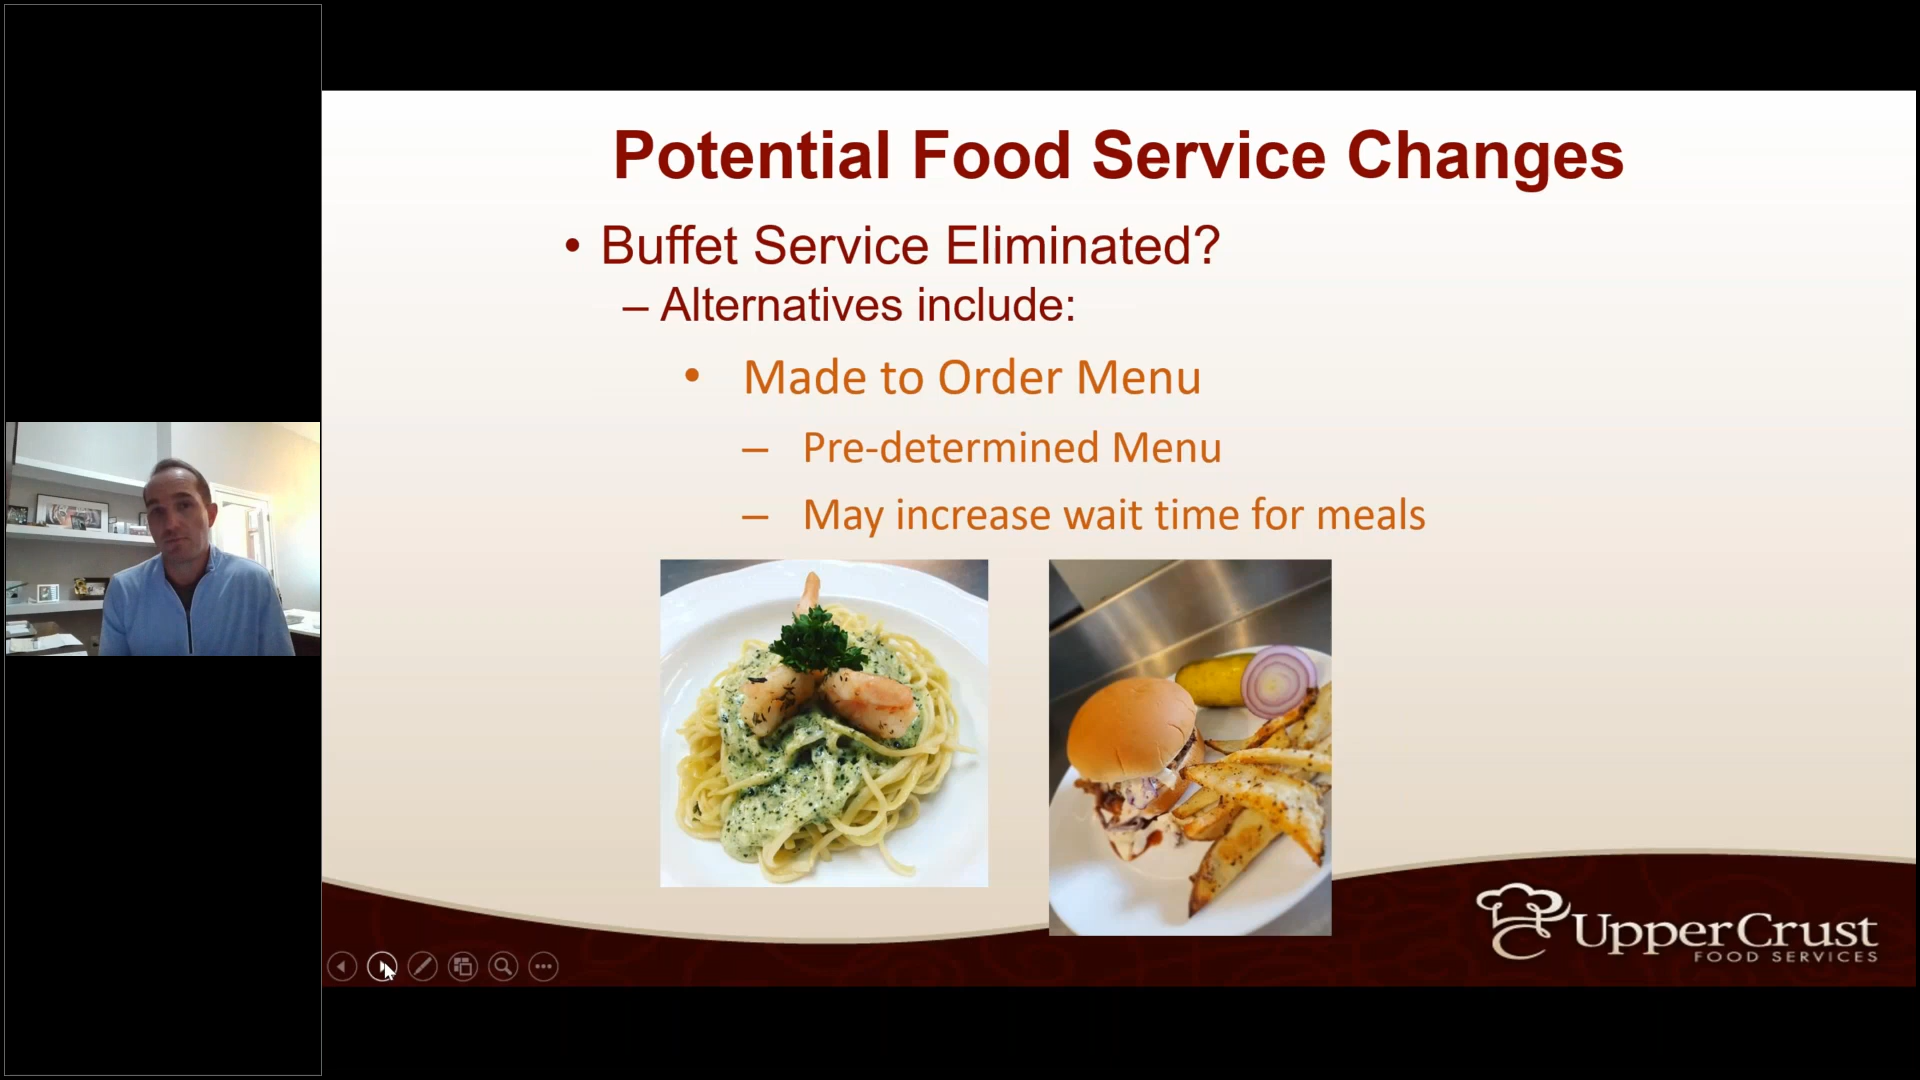 Potential Food Service Changes
• Buffet Service Eliminated?
– Alternatives include:
• Made to Order Menu
– Pre-determined Menu
– May increase wait time for meals
UpperCrust
FOOD SERVICES